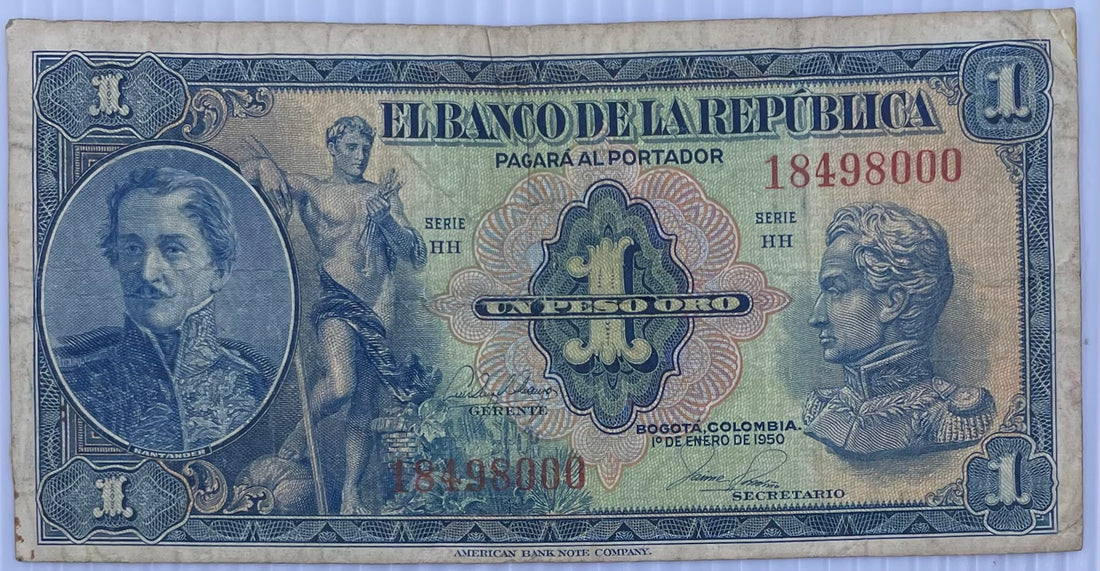 1
1
EL BANCO DE LA REPÚBLICA
PAGARÁ AL PORTADOR
18498000
SERIE
HH
SERIE
HH
1
UN PESO ORO
GERENTE
BOGOTÁ, COLOMBIA.
1º DE ENERO DE 1950
SANTANDER
18498000
SECRETARIO
1
1
AMERICAN BANK NOTE COMPANY.